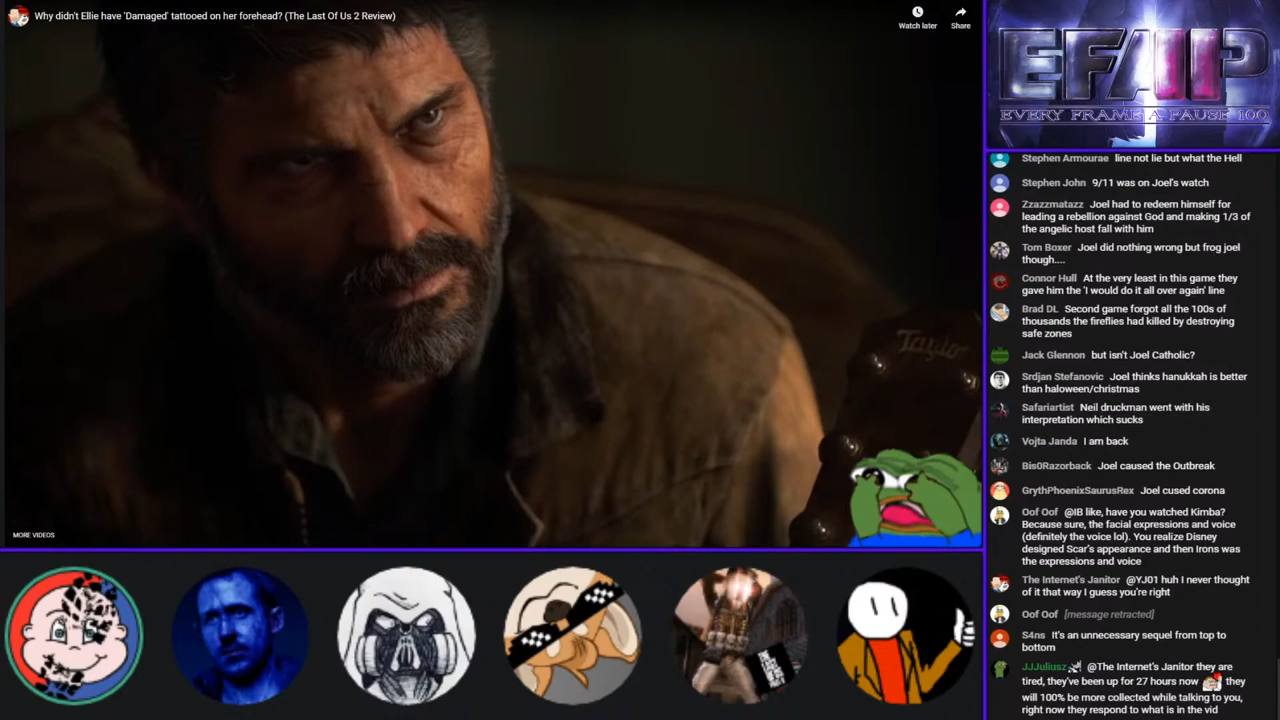 Why didn't Ellie have 'Damaged' tattooed on her forehead? (The Last Of Us 2 Review)
Watch later
Share
Taylor
MORE VIDEOS
EFAP
EVERY FRAME A PAUSE 100
Stephen Armourae line not lie but what the Hell
Stephen John 9/11 was on Joel's watch
Zzazzmatazz Joel had to redeem himself for
leading a rebellion against God and making 1/3 of
the angelic host fall with him
Tom Boxer Joel did nothing wrong but frog joel
though....
Connor Hull At the very least in this game they
gave him the 'I would do it all over again' line
Brad DL Second game forgot all the 100s of
thousands the fireflies had killed by destroying
safe zones
Jack Glennon but isn't Joel Catholic?
Srdjan Stefanovic Joel thinks hanukkah is better
than haloween/christmas
Safariartist Neil druckman went with his
interpretation which sucks
Vojta Janda I am back
Bis0Razorback Joel caused the Outbreak
GrythPhoenixSaurusRex Joel cused corona
Oof Oof @IB like, have you watched Kimba?
Because sure, the facial expressions and voice
(definitely the voice lol). You realize Disney
designed Scar's appearance and then Irons was
the expressions and voice
The Internet's Janitor @YJ01 huh I never thought
of it that way I guess you're right
Oof Oof [message retracted]
S4ns It's an unnecessary sequel from top to
bottom
JJJuliusz @The Internet's Janitor they are
tired, they've been up for 27 hours now they
will 100% be more collected while talking to you,
right now they respond to what is in the vid